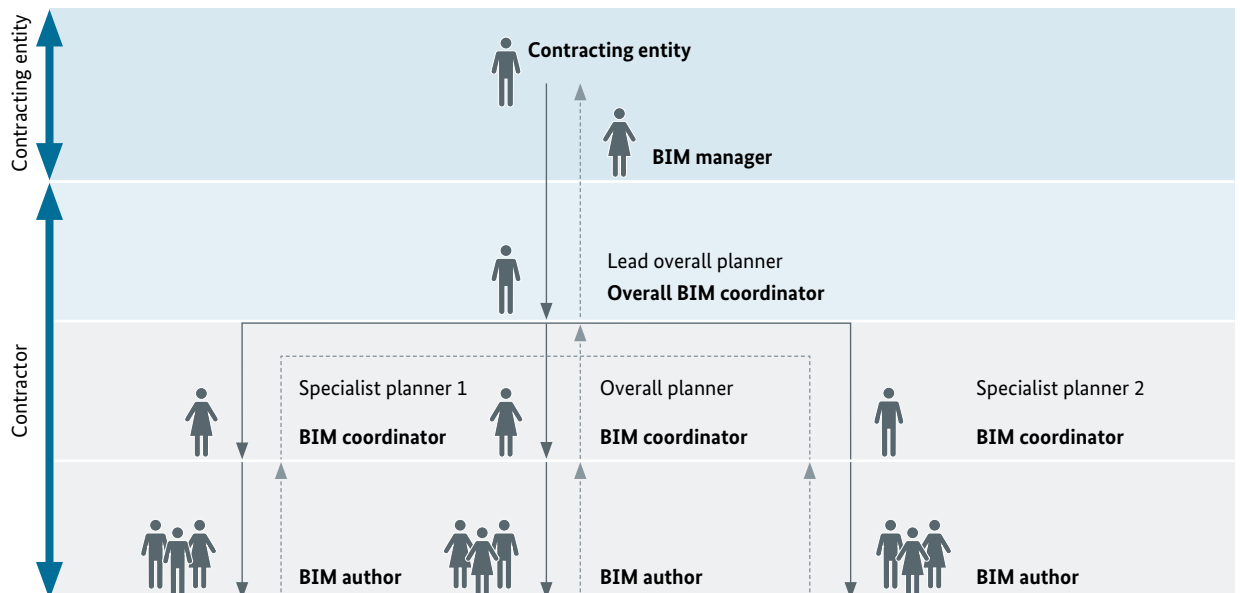 Contracting entity
Contracting entity
BIM manager
Contractor
Lead overall planner
Overall BIM coordinator
Specialist planner 1
BIM coordinator
Overall planner
BIM coordinator
Specialist planner 2
BIM coordinator
BIM author
BIM author
BIM author